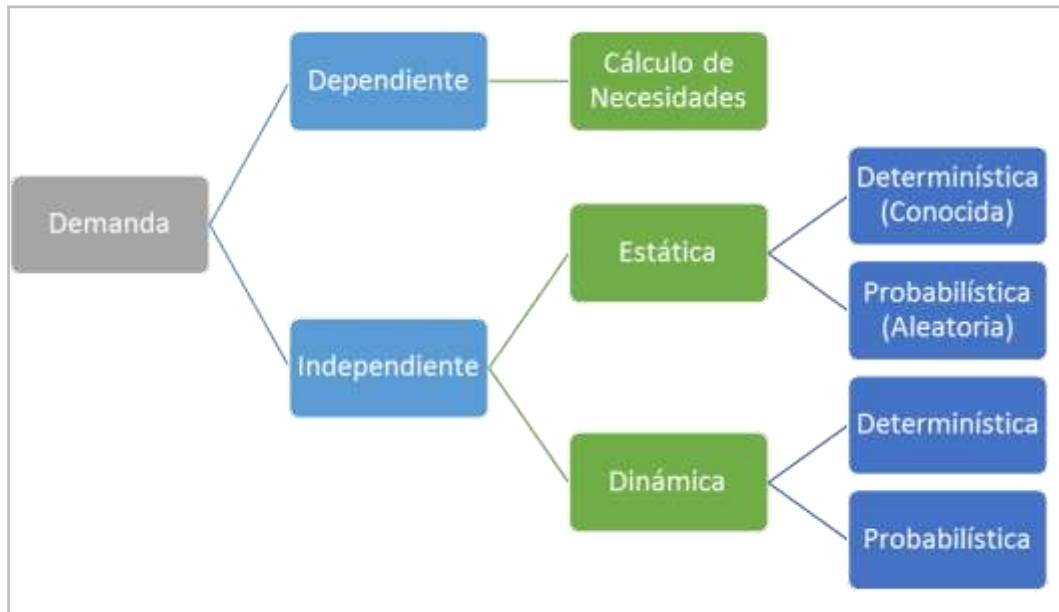 Demanda
Dependiente
Cálculo de
Necesidades
Independiente
Estática
Determinística
(Conocida)
Probabilística
(Aleatoria)
Dinámica
Determinística
Probabilística